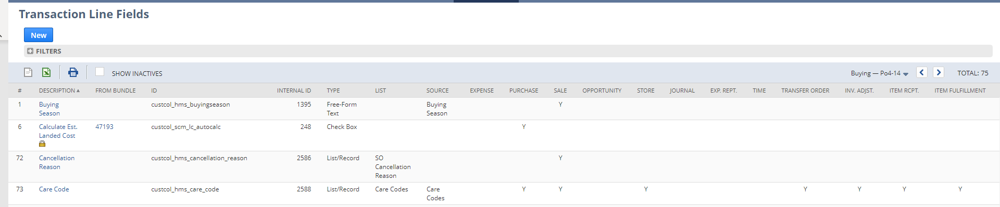 Transaction Line Fields
New
FILTERS
SHOW INACTIVES
Buying — Po4-14
TOTAL: 75
# DESCRIPTION FROM BUNDLE ID INTERNAL ID TYPE LIST SOURCE EXPENSE PURCHASE SALE OPPORTUNITY STORE JOURNAL EXP. REPT. TIME TRANSFER ORDER INV. ADJST. ITEM RCPT. ITEM FULFILLMENT
1 Buying custcol_hms_buyingseason 1395 Free-Form Buying Y
Season Text Season
6 Calculate Est. 47193 custcol_scm_lc_autocalc 248 Check Box Y
Landed Cost
72 Cancellation custcol_hms_cancellation_reason 2586 List/Record SO Y
Reason Cancellation
Reason
73 Care Code custcol_hms_care_code 2588 List/Record Care Codes Care Y Y Y Y Y Y Y
Codes